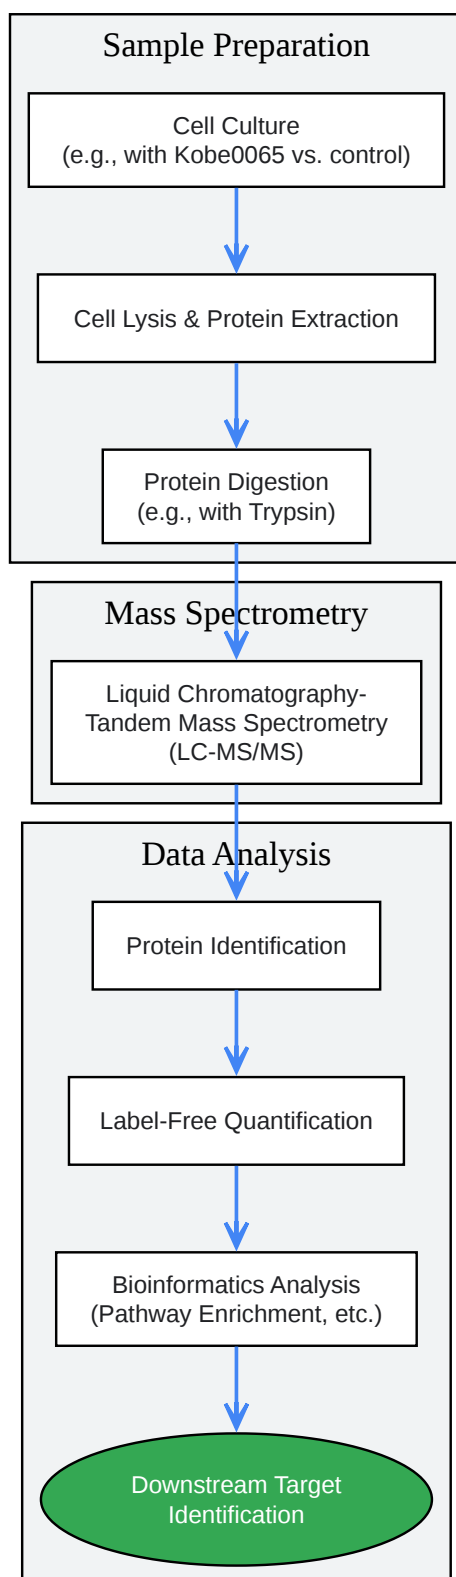 Sample Preparation
Cell Culture
(e.g., with Kobe0065 vs. control)
Cell Lysis & Protein Extraction
Protein Digestion
(e.g., with Trypsin)
Mass Spectrometry
Liquid Chromatography-
Tandem Mass Spectrometry
(LC-MS/MS)
Data Analysis
Protein Identification
Label-Free Quantification
Bioinformatics Analysis
(Pathway Enrichment, etc.)
Downstream Target
Identification